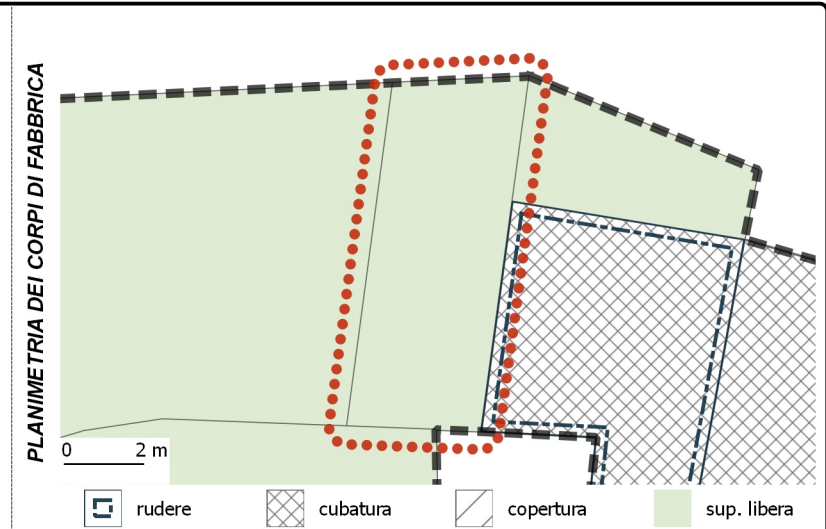 PLANIMETRIA DEI CORPI DI FABBRICA
0 2 m
rudere cubatura copertura sup. libera